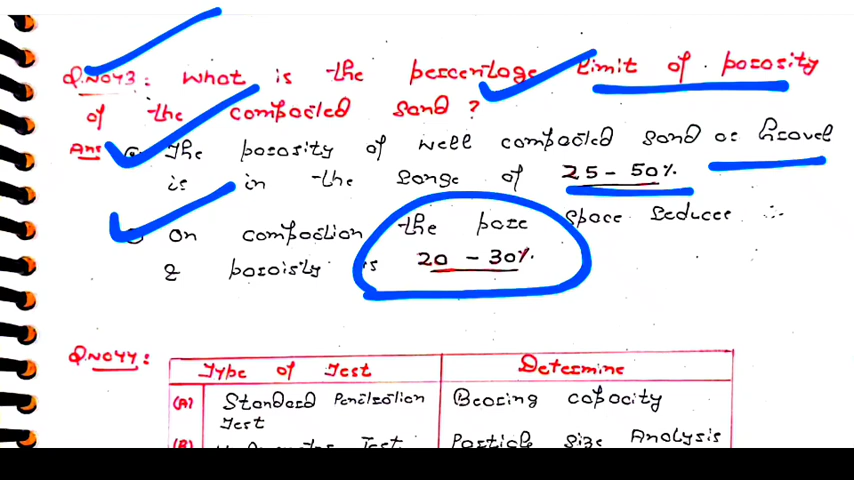 Q.No43: What is the percentage limit of porosity
of the compacted sand?
Ans The porosity of well compacted sand or Gravel
is in the range of 25-50%
On compaction the pore space reduces ∴
& porosity is 20 - 30%.
Q.No44:
Type of Test Determine
(A) Standard Penetration Bearing capacity
Test
(B) Hydrometer Test Particle size Analysis